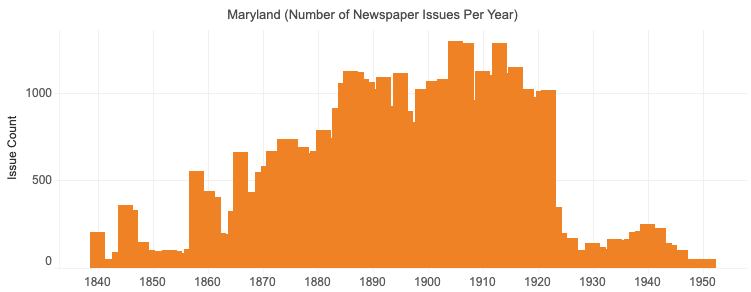 Maryland (Number of Newspaper Issues Per Year)
Issue Count
1000
500
0
1840 1850 1860 1870 1880 1890 1900 1910 1920 1930 1940 1950